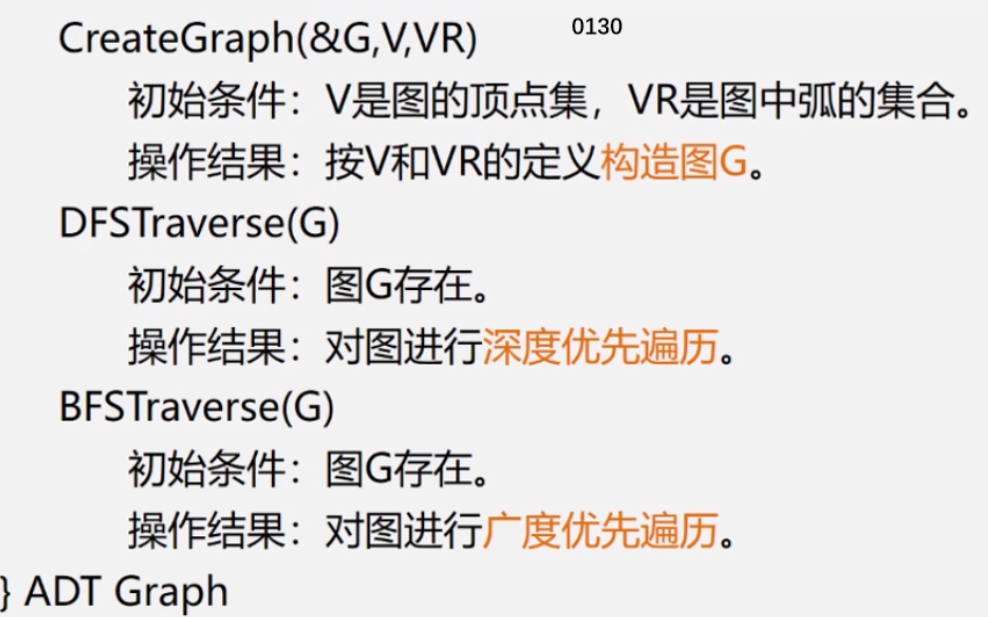 CreateGraph(&G,V,VR)
0130
初始条件：V是图的顶点集，VR是图中弧的集合。
操作结果：按V和VR的定义构造图G。
DFSTraverse(G)
初始条件：图G存在。
操作结果：对图进行深度优先遍历。
BFSTraverse(G)
初始条件：图G存在。
操作结果：对图进行广度优先遍历。
} ADT Graph